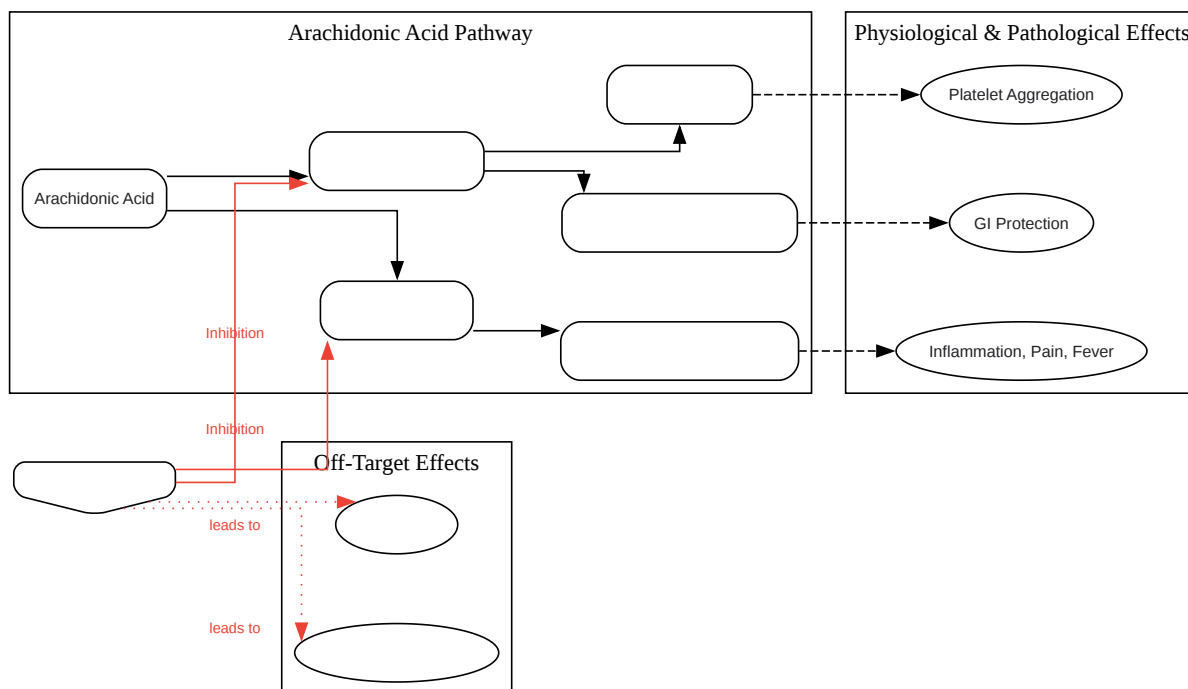 Arachidonic Acid Pathway
Physiological & Pathological Effects
Platelet Aggregation
Arachidonic Acid
GI Protection
Inhibition
Inflammation, Pain, Fever
Inhibition
Off-Target Effects
leads to
leads to